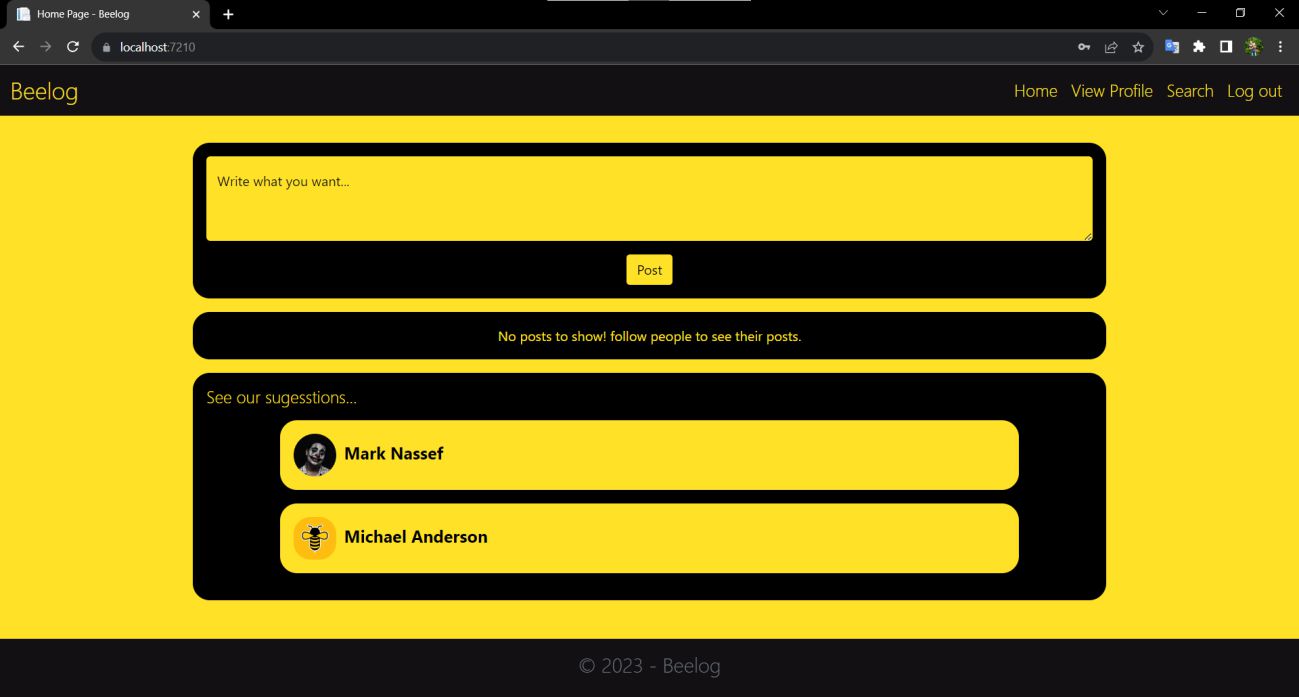 Home Page - Beelog
localhost:7210
Beelog
Home View Profile Search Log out
Write what you want...
Post
No posts to show! follow people to see their posts.
See our sugesstions...
Mark Nassef
Michael Anderson
© 2023 - Beelog